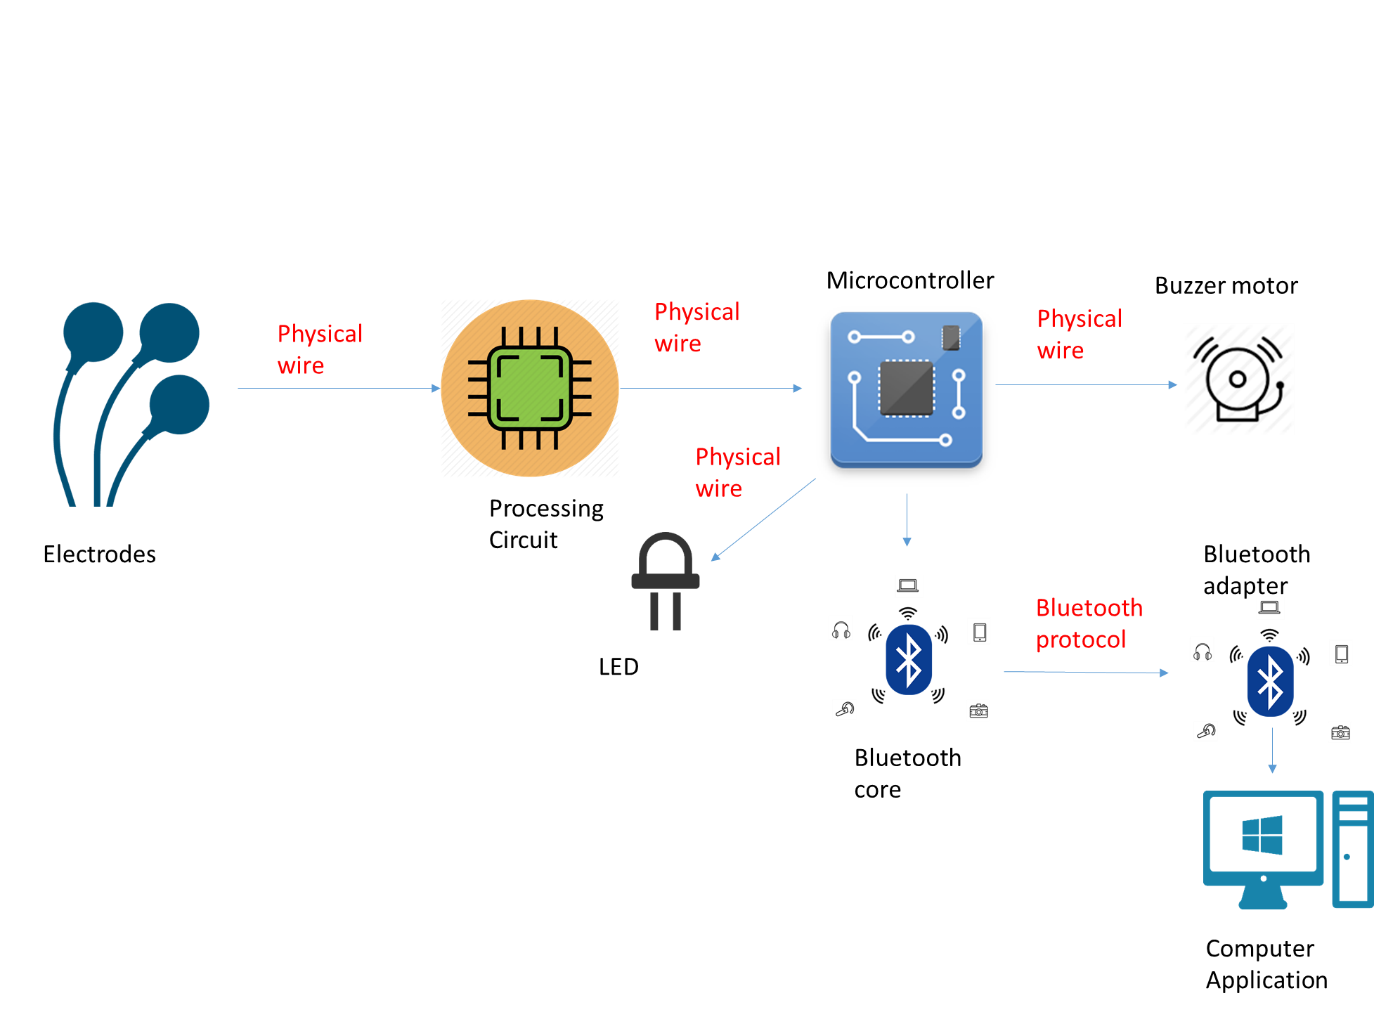 Microcontroller
Buzzer motor
Physical
wire
Physical
wire
Physical
wire
Physical
wire
Processing
Circuit
Electrodes
LED
Bluetooth
adapter
Bluetooth
protocol
Bluetooth
core
Computer
Application